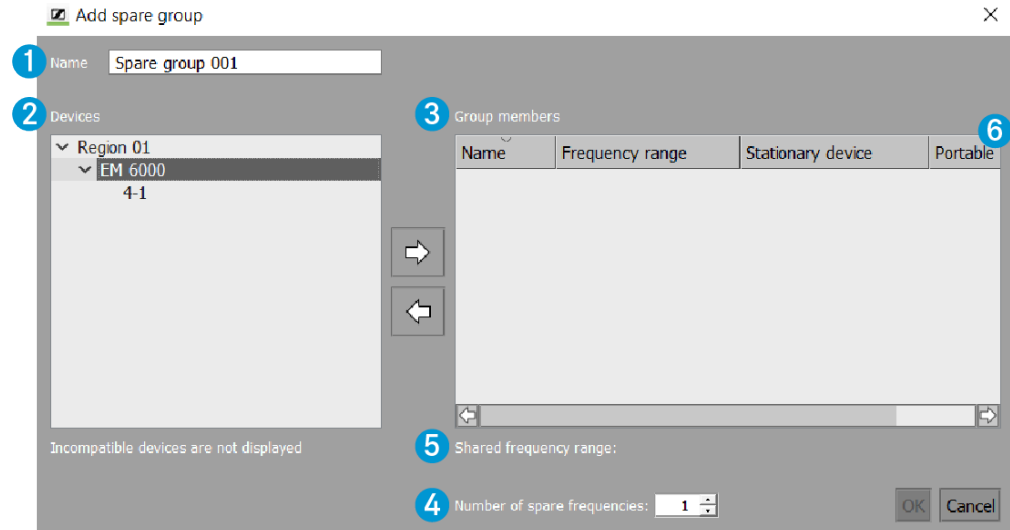 Add spare group
1 Name Spare group 001
2 Devices
3 Group members
6
Region 01
EM 6000
4-1
Name Frequency range Stationary device Portable
Incompatible devices are not displayed
5 Shared frequency range:
4 Number of spare frequencies: 1
OK Cancel